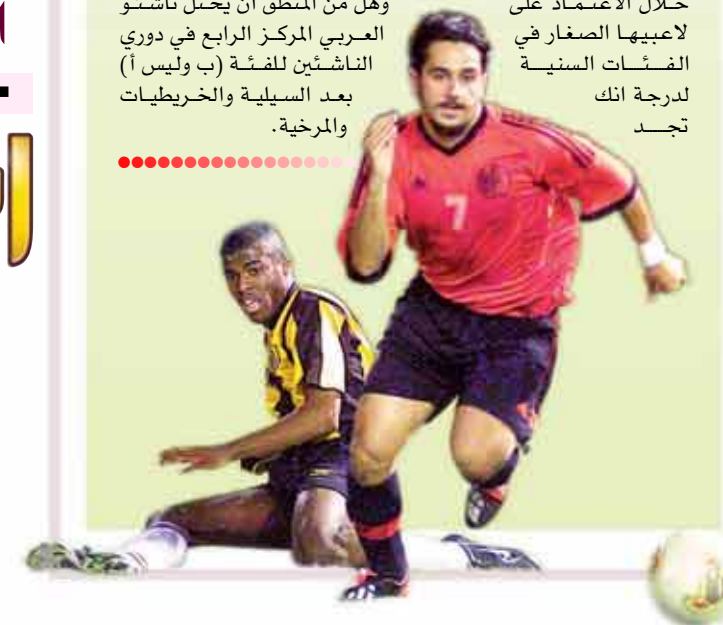 خلال الاعتماد على
لاعبيها الصغار في
الفئات السنية
لدرجة انك
تجد
وهل من المنطق ان يحتل ناشئو
العربي المركز الرابع في دوري
الناشئين للفئة (ب وليس أ)
بعد السيلية والخريطيات
والمرخية.
7